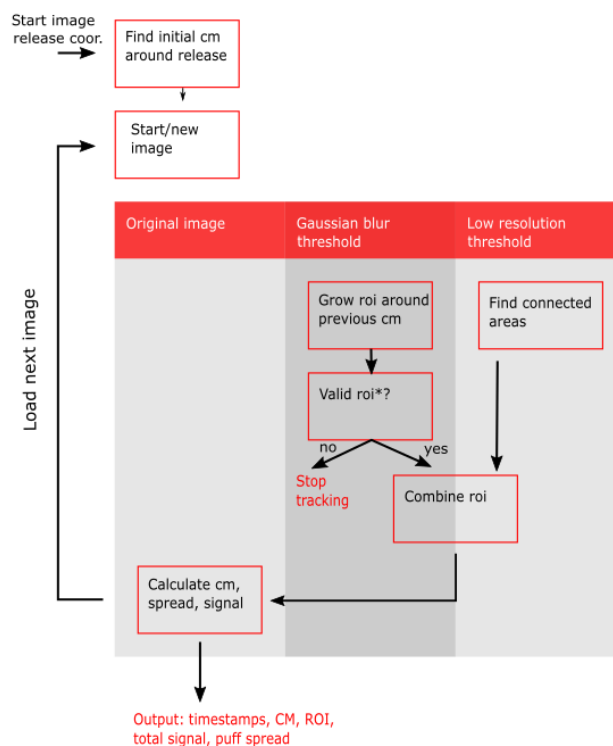 Start image
release coor.
Find initial cm
around release
Start/new
image
Load next image
Original image
Gaussian blur
threshold
Low resolution
threshold
Grow roi around
previous cm
Find connected
areas
Valid roi*?
no
yes
Stop
tracking
Combine roi
Calculate cm,
spread, signal
Output: timestamps, CM, ROI,
total signal, puff spread